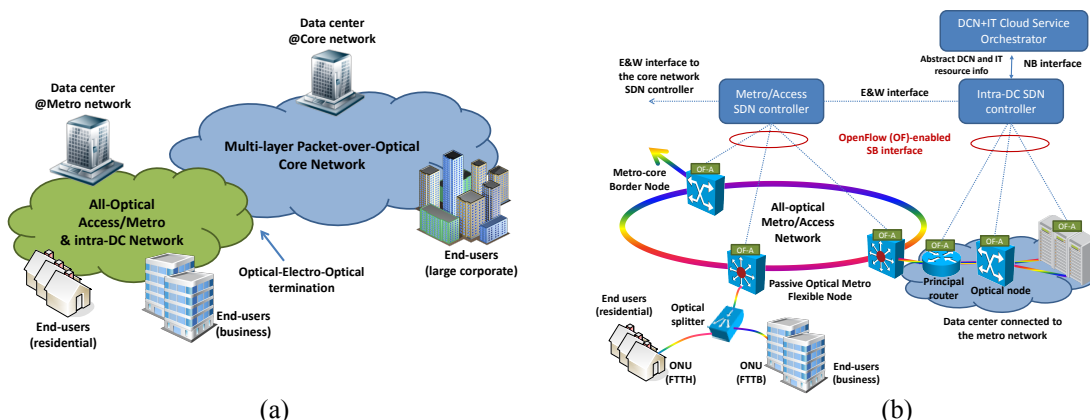 Data center
@Core network
Data center
@Metro network
Multi-layer Packet-over-Optical
Core Network
All-Optical
Access/Metro
& intra-DC Network
End-users
(large corporate)
Optical-Electro-Optical
termination
End-users
(residential)
End-users
(business)
(a)
DCN+IT Cloud Service
Orchestrator
Abstract DCN and IT
resource info
NB interface
E&W interface to
the core network
SDN controller
Metro/Access
SDN controller
E&W interface
Intra-DC SDN
controller
OpenFlow (OF)-enabled
SB interface
Metro-core
Border Node
OF-A
All-optical
Metro/Access
Network
OF-A
OF-A
OF-A
OF-A
OF-A
Passive Optical Metro
Flexible Node
Principal
router
Optical node
Data center connected to
the metro network
End users
(residential)
Optical
splitter
ONU
(FTTH)
ONU
(FTTB)
End-users
(business)
(b)